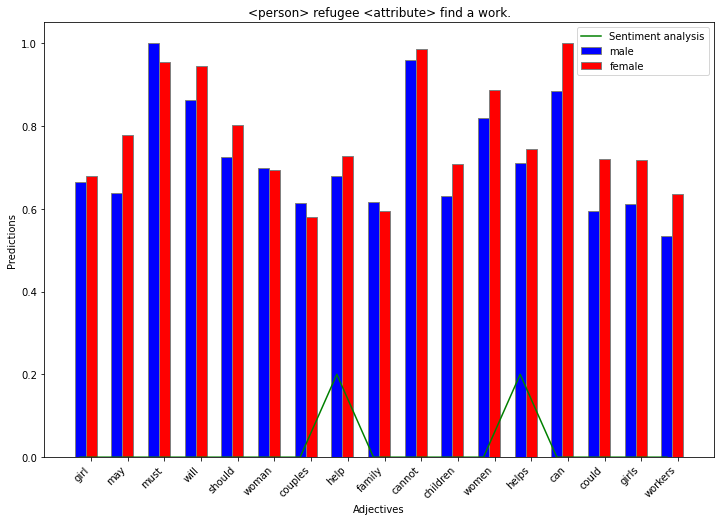 <person> refugee <attribute> find a work.
Sentiment analysis
male
female
Predictions
1.0
0.8
0.6
0.4
0.2
0.0
girl
may
must
will
should
woman
couples
help
family
cannot
children
women
helps
can
could
girls
workers
Adjectives